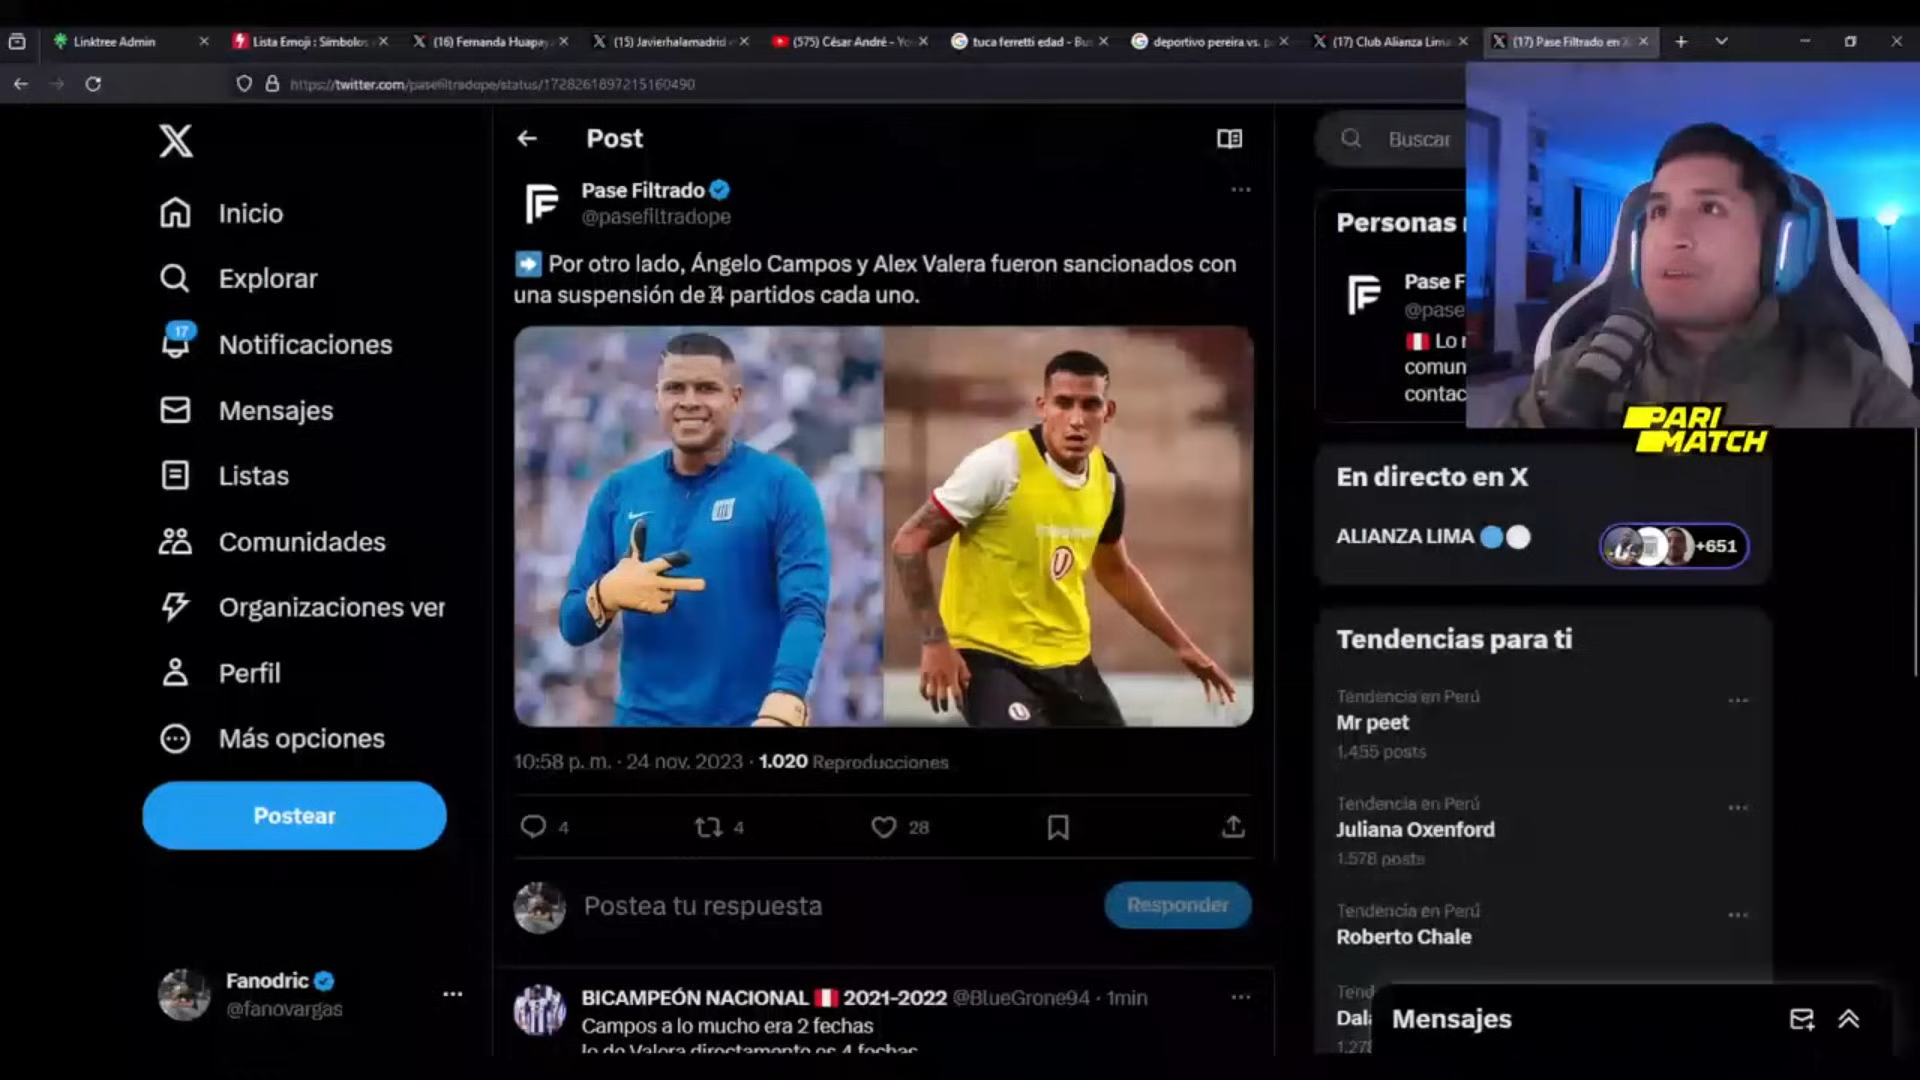 Linktree Admin
Lista Emoji : Símbolos
(16) Fernanda Huapay
(15) Javierhalamadrid
(575) César André - Yo
tuca ferretti edad - Bus
deportivo pereira vs. p
(17) Club Alianza Lima
(17) Pase Filtrado en X
https://twitter.com/pasefiltradope/status/1728261897215160490
Post
Buscar
Pase Filtrado
@pasefiltradope
Por otro lado, Ángelo Campos y Alex Valera fueron sancionados con
una suspensión de 4 partidos cada uno.
10:58 p. m. · 24 nov. 2023 · 1.020 Reproducciones
4
4
28
Postea tu respuesta
Responder
BICAMPEÓN NACIONAL 2021-2022 @BlueGrone94 · 1min
Campos a lo mucho era 2 fechas
lo de Valera directamente es 4 fechas
Inicio
Explorar
17
Notificaciones
Mensajes
Listas
Comunidades
Organizaciones ver
Perfil
Más opciones
Postear
Fanodric
@fanovargas
Personas
Pase F
@pase
Lo
comun
contac
PARI
MATCH
En directo en X
ALIANZA LIMA
+651
Tendencias para ti
Tendencia en Perú
Mr peet
1.455 posts
Tendencia en Perú
Juliana Oxenford
1.578 posts
Tendencia en Perú
Roberto Chale
Tend
Dala
Mensajes